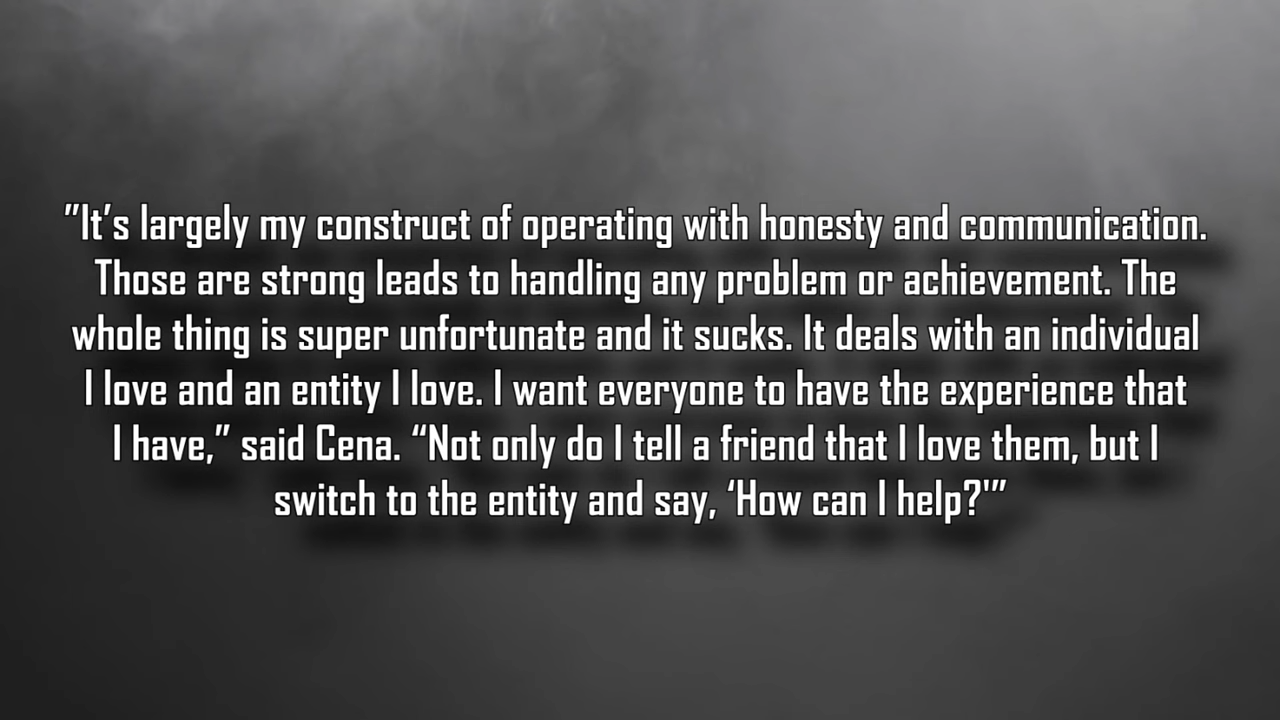 ”It’s largely my construct of operating with honesty and communication.
Those are strong leads to handling any problem or achievement. The
whole thing is super unfortunate and it sucks. It deals with an individual
I love and an entity I love. I want everyone to have the experience that
I have,” said Cena. “Not only do I tell a friend that I love them, but I
switch to the entity and say, ‘How can I help?'”